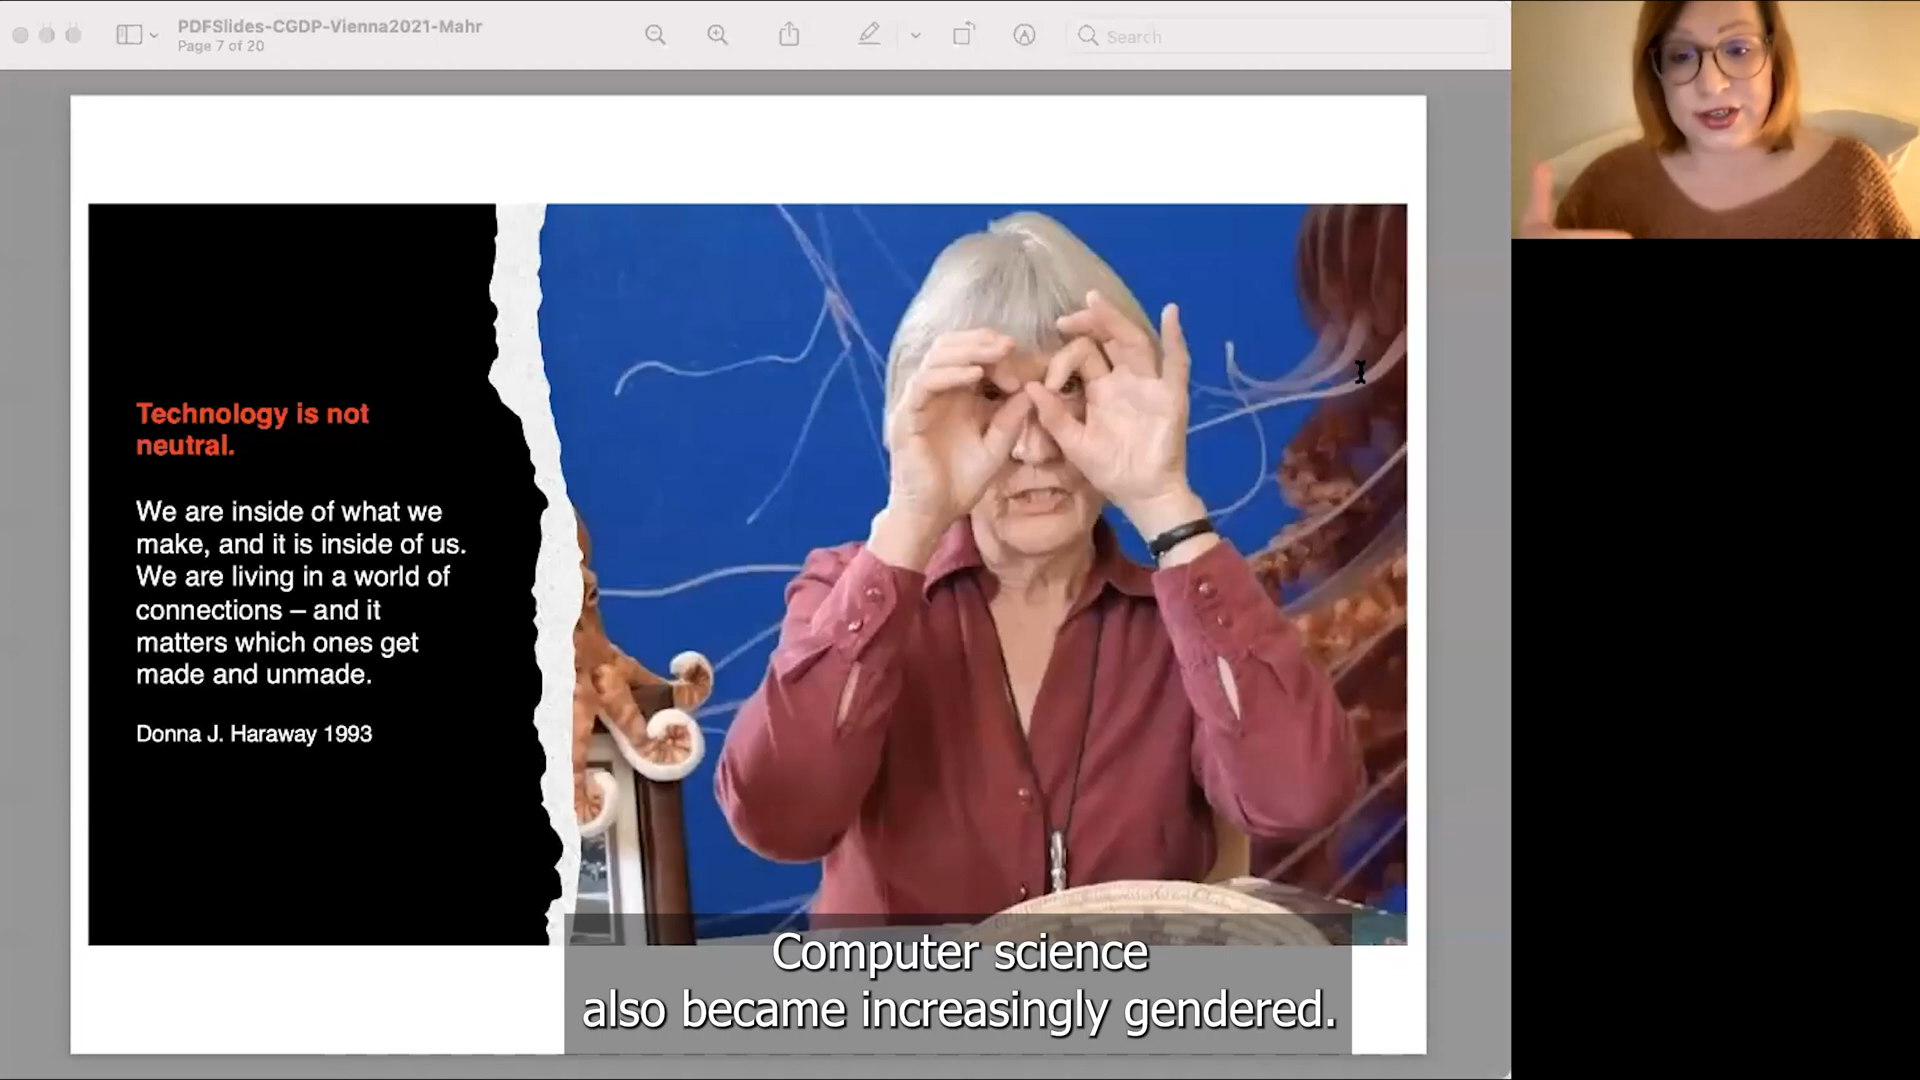 PDFSlides-CGDP-Vienna2021-Mahr
Page 7 of 20
Search
Technology is not
neutral.
We are inside of what we
make, and it is inside of us.
We are living in a world of
connections – and it
matters which ones get
made and unmade.
Donna J. Haraway 1993
Computer science
also became increasingly gendered.